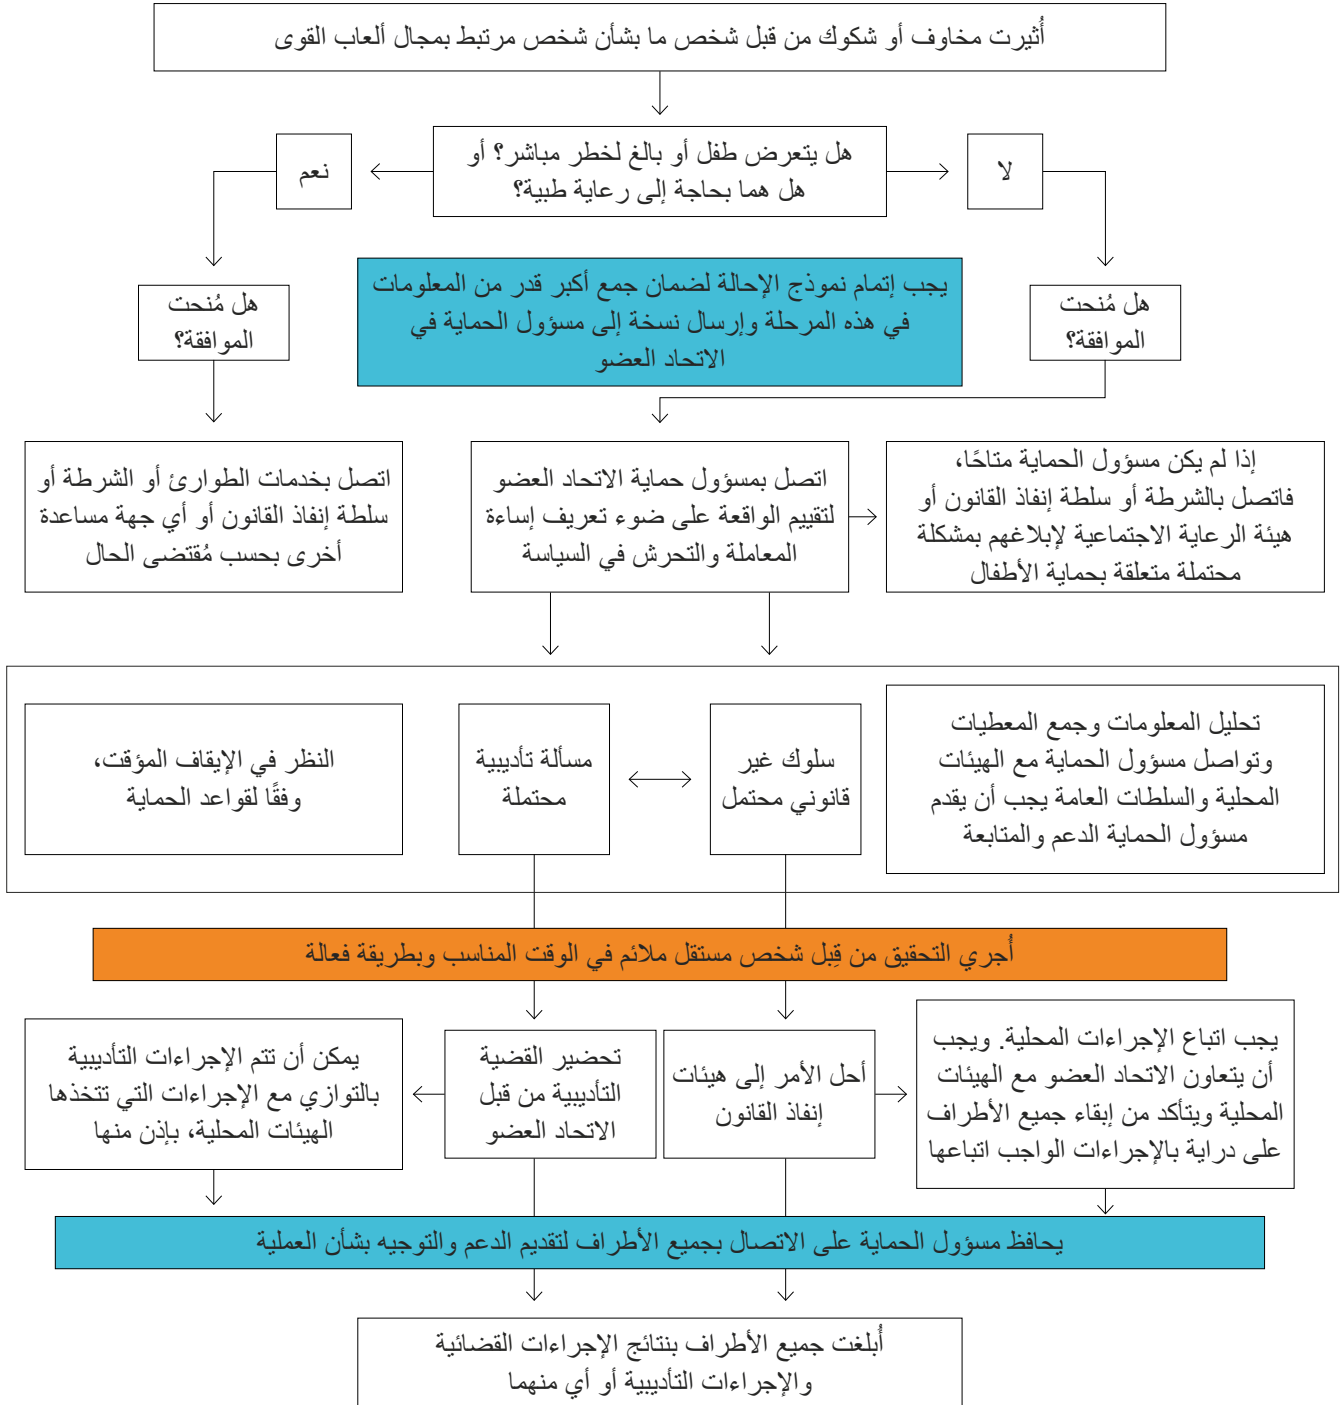 أُثيرت مخاوف أو شكوك من قبل شخص ما بشأن شخص مرتبط بمجال ألعاب القوى
هل يتعرض طفل أو بالغ لخطر مباشر؟ أو
هل هما بحاجة إلى رعاية طبية؟
لا
نعم
هل مُنحت
الموافقة؟
يجب إتمام نموذج الإحالة لضمان جمع أكبر قدر من المعلومات
في هذه المرحلة وإرسال نسخة إلى مسؤول الحماية في
الاتحاد العضو
هل مُنحت
الموافقة؟
إذا لم يكن مسؤول الحماية متاحًا،
فاتصل بالشرطة أو سلطة إنفاذ القانون أو
هيئة الرعاية الاجتماعية لإبلاغهم بمشكلة
محتملة متعلقة بحماية الأطفال
اتصل بمسؤول حماية الاتحاد العضو
لتقييم الواقعة على ضوء تعريف إساءة
المعاملة والتحرش في السياسة
اتصل بخدمات الطوارئ أو الشرطة أو
سلطة إنفاذ القانون أو أي جهة مساعدة
أخرى بحسب مُقتضى الحال
تحليل المعلومات وجمع المعطيات
وتواصل مسؤول الحماية مع الهيئات
المحلية والسلطات العامة يجب أن يقدم
مسؤول الحماية الدعم والمتابعة
سلوك غير
قانوني محتمل
مسألة تأديبية
محتملة
النظر في الإيقاف المؤقت،
وفقًا لقواعد الحماية
أُجري التحقيق من قِبل شخص مستقل ملائم في الوقت المناسب وبطريقة فعالة
يجب اتباع الإجراءات المحلية. ويجب
أن يتعاون الاتحاد العضو مع الهيئات
المحلية ويتأكد من إبقاء جميع الأطراف
على دراية بالإجراءات الواجب اتباعها
أحل الأمر إلى هيئات
إنفاذ القانون
تحضير القضية
التأديبية من قبل
الاتحاد العضو
يمكن أن تتم الإجراءات التأديبية
بالتوازي مع الإجراءات التي تتخذها
الهيئات المحلية، بإذن منها
يحافظ مسؤول الحماية على الاتصال بجميع الأطراف لتقديم الدعم والتوجيه بشأن العملية
أُبلغت جميع الأطراف بنتائج الإجراءات القضائية
والإجراءات التأديبية أو أي منهما